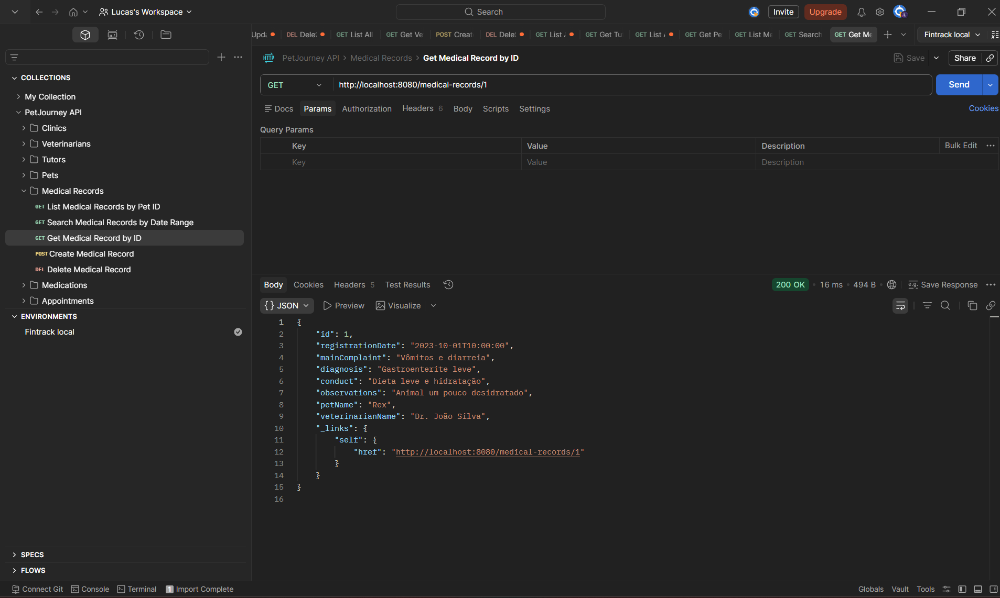 Lucas's Workspace
Search
Invite
Upgrade
L
DEL
GET List All
GET Get Ve
POST Creat
DEL
GET List
GET Get Tu
GET List
GET Get Pe
GET List Me
GET Search
GET Get Me
Fintrack local
HTTP PetJourney API > Medical Records > Get Medical Record by ID
Save
Share
GET
http://localhost:8080/medical-records/1
Send
Docs
Params
Authorization
Headers 6
Body
Scripts
Settings
Cookies
Query Params
Key Value Description Bulk Edit
Key Value Description
COLLECTIONS
My Collection
PetJourney API
Clinics
Veterinarians
Tutors
Pets
Medical Records
GET List Medical Records by Pet ID
GET Search Medical Records by Date Range
GET Get Medical Record by ID
POST Create Medical Record
DEL Delete Medical Record
Medications
Appointments
ENVIRONMENTS
Fintrack local
SPECS
FLOWS
Body
Cookies
Headers 5
Test Results
200 OK • 16 ms • 494 B
e.g. Save Response
{} JSON
Preview
Visualize
1 {
2 "id": 1,
3 "registrationDate": "2023-10-01T10:00:00",
4 "mainComplaint": "Vômitos e diarreia",
5 "diagnosis": "Gastroenterite leve",
6 "conduct": "Dieta leve e hidratação",
7 "observations": "Animal um pouco desidratado",
8 "petName": "Rex",
9 "veterinarianName": "Dr. João Silva",
10 "_links": {
11 "self": {
12 "href": "http://localhost:8080/medical-records/1"
13 }
14 }
15 }
16
Connect Git
Console
Terminal
1 Import Complete
Globals
Vault
Tools